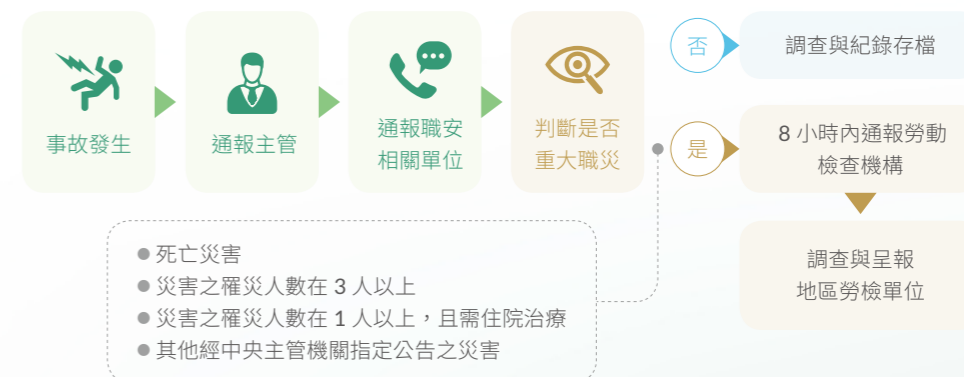 事故發生
通報主管
通報職安
相關單位
判斷是否
重大職災
否
調查與紀錄存檔
是
8 小時內通報勞動
檢查機構
調查與呈報
地區勞檢單位
● 死亡災害
● 災害之罹災人數在 3 人以上
● 災害之罹災人數在 1 人以上，且需住院治療
● 其他經中央主管機關指定公告之災害